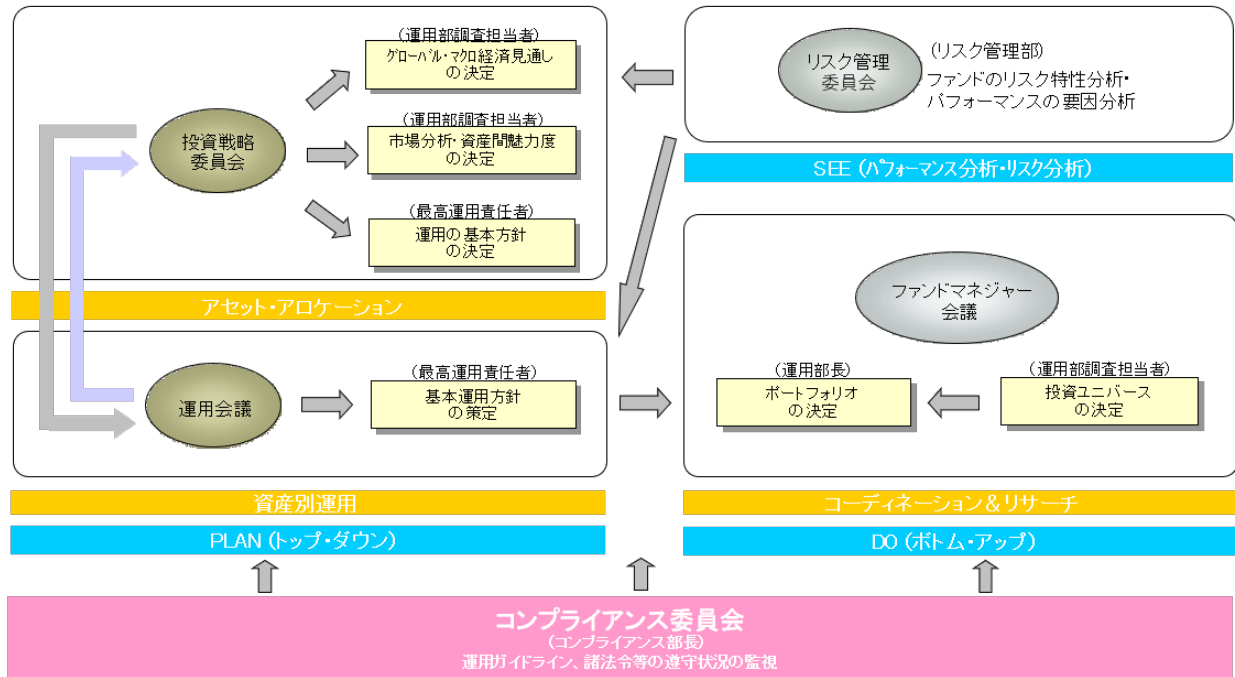 (運用部調査担当者)
グローバル・マクロ経済見通し
の決定
投資戦略
委員会
(運用部調査担当者)
市場分析・資産間魅力度
の決定
(最高運用責任者)
運用の基本方針
の決定
アセット・アロケーション
リスク管理
委員会
(リスク管理部)
ファンドのリスク特性分析・
パフォーマンスの要因分析
SEE (パフォーマンス分析・リスク分析)
運用会議
(最高運用責任者)
基本運用方針
の策定
資産別運用
PLAN (トップ・ダウン)
ファンドマネジャー
会議
(運用部長)
ポートフォリオ
の決定
(運用部調査担当者)
投資ユニバース
の決定
コーディネーション&リサーチ
DO (ボトム・アップ)
コンプライアンス委員会
(コンプライアンス部長)
運用ガイドライン、諸法令等の遵守状況の監視